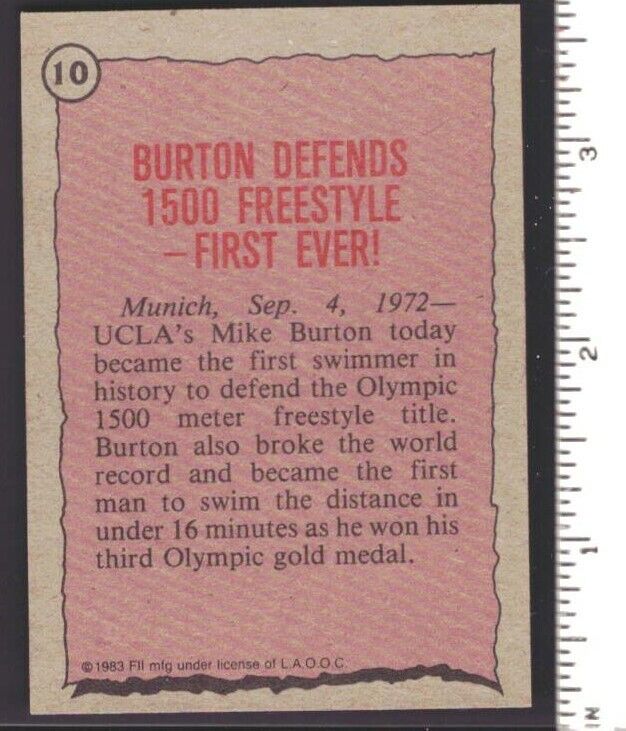 10
BURTON DEFENDS
1500 FREESTYLE
– FIRST EVER!
Munich, Sep. 4, 1972—
UCLA's Mike Burton today
became the first swimmer in
history to defend the Olympic
1500 meter freestyle title.
Burton also broke the world
record and became the first
man to swim the distance in
under 16 minutes as he won his
third Olympic gold medal.
©1983 FII mfg under license of L.A.O.O.C.
3
2
1
IN